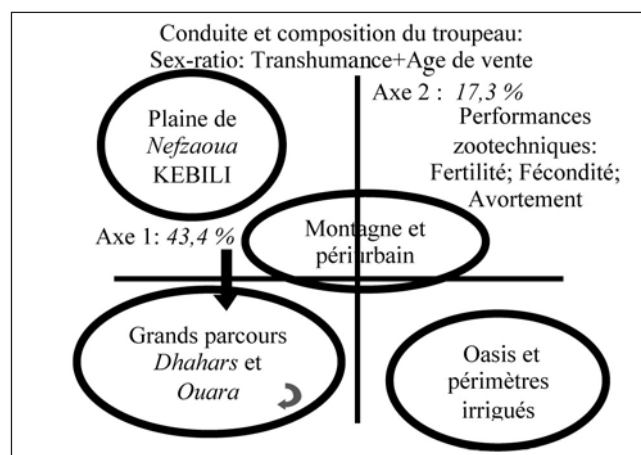 Conduite et composition du troupeau:
Sex-ratio: Transhumance+Age de vente
Axe 2 : 17,3 %
Plaine de
Nefzaoua
KEBILI
Performances
zootechniques:
Fertilité; Fécondité;
Avortement
Axe 1: 43,4 %
Montagne et
périurbain
Grands parcours
Dhahars et
Ouara
Oasis et
périmètres
irrigués